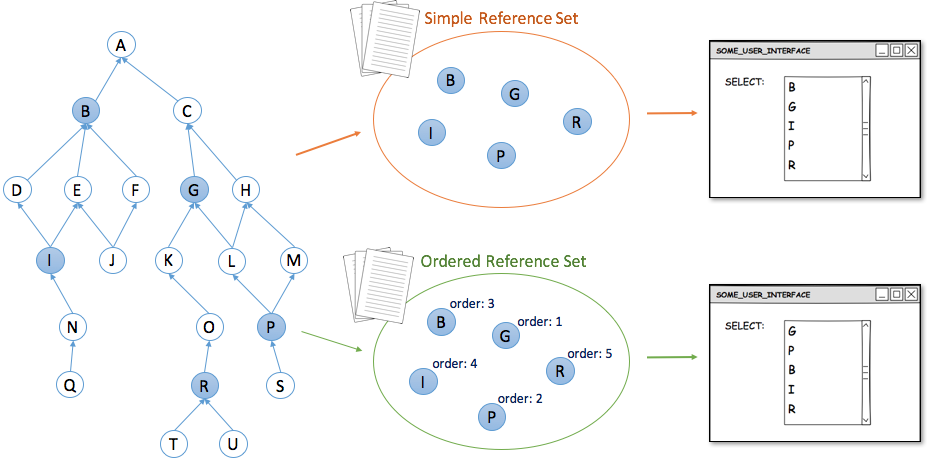 A
B
C
D
E
F
G
H
I
J
K
L
M
N
O
P
Q
R
S
T
U
Simple Reference Set
B
G
R
I
P
SOME_USER_INTERFACE
SELECT:
B
G
I
P
R
Ordered Reference Set
order: 3
B
order: 1
G
order: 5
R
order: 4
I
order: 2
P
SOME_USER_INTERFACE
SELECT:
G
P
B
I
R